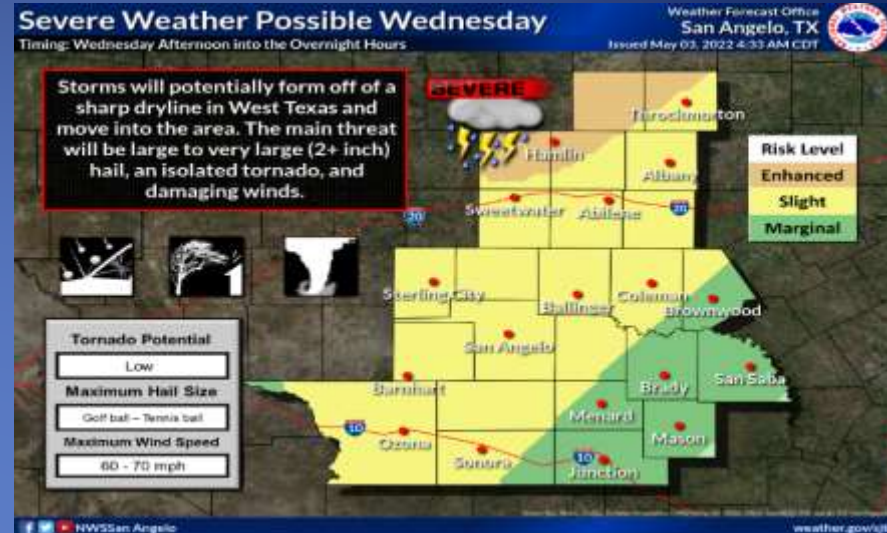 Severe Weather Possible Wednesday
Timing: Wednesday Afternoon into the Overnight Hours
Weather Forecast Office
San Angelo, TX
Issued May 03, 2022 4:33 AM CDT
Storms will potentially form off of a
sharp dryline in West Texas and
move into the area. The main threat
will be large to very large (2+ inch)
hail, an isolated tornado, and
damaging winds.
SEVERE
Throckmorton
Hamlin
Albany
Sweetwater
Abilene
20
20
Risk Level
Enhanced
Slight
Marginal
Sterling City
Ballinger
Coleman
Brownwood
San Angelo
Barnhart
Brady
San Saba
Menard
Mason
10
Ozona
Sonora
10
Junction
Tornado Potential
Low
Maximum Hail Size
Golf ball - Tennis ball
Maximum Wind Speed
60 - 70 mph
NWSSan Angelo
weather.gov/sjt